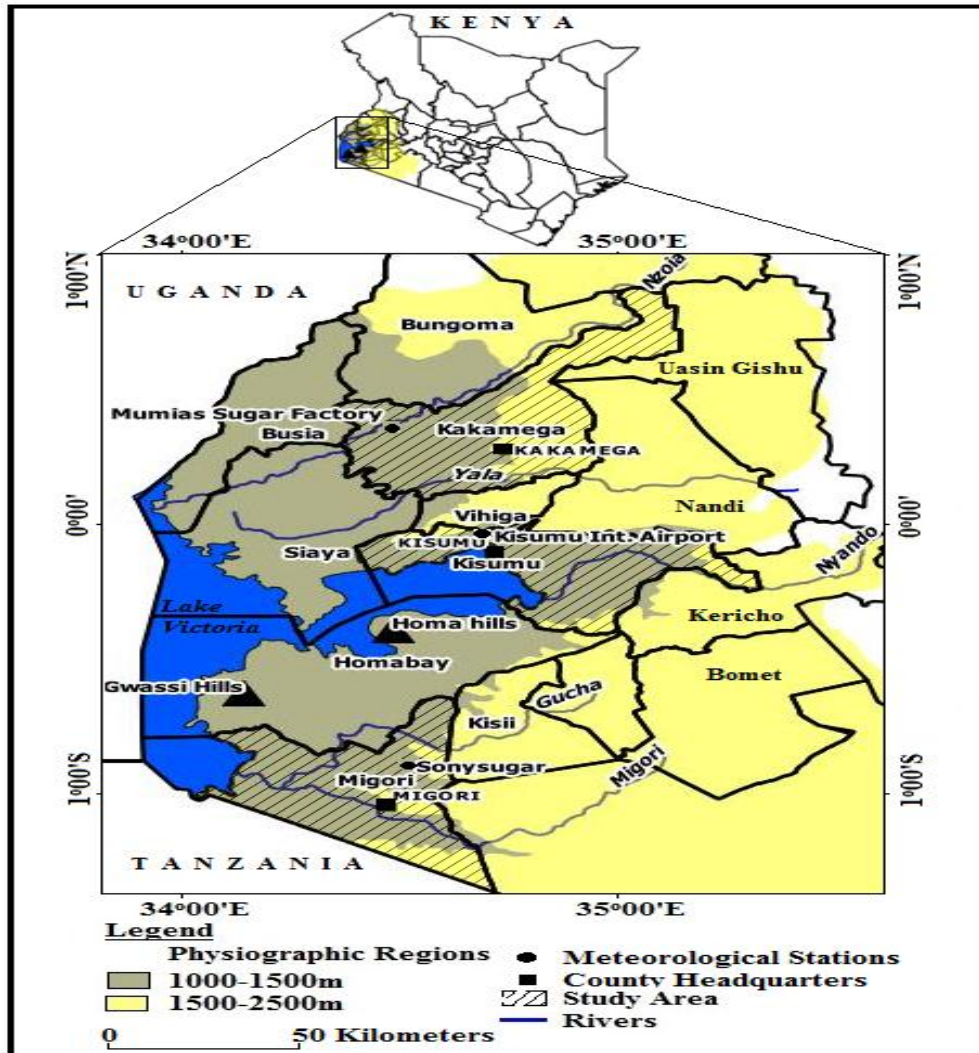 KENYA
34°00'E 35°00'E
1°00'N
1°00'N
UGANDA
Nzoia
Bungoma
Uasin Gishu
Mumias Sugar Factory
Busia
Kakamega
KAKAMEGA
Yala
0°00'
0°00'
Vihiga
Nandi
KISUMU
Kisumu Int. Airport
Siaya
Kisumu
Nyando
Lake
Victoria
Homa hills
Kericho
Homabay
Bomet
Gwassi Hills
Gucha
Kisii
Sonysugar
Migori
Migori
MIGORI
1°00'S
1°00'S
TANZANIA
34°00'E 35°00'E
Legend
Physiographic Regions
1000-1500m
1500-2500m
0 50 Kilometers
Meteorological Stations
County Headquarters
Study Area
Rivers